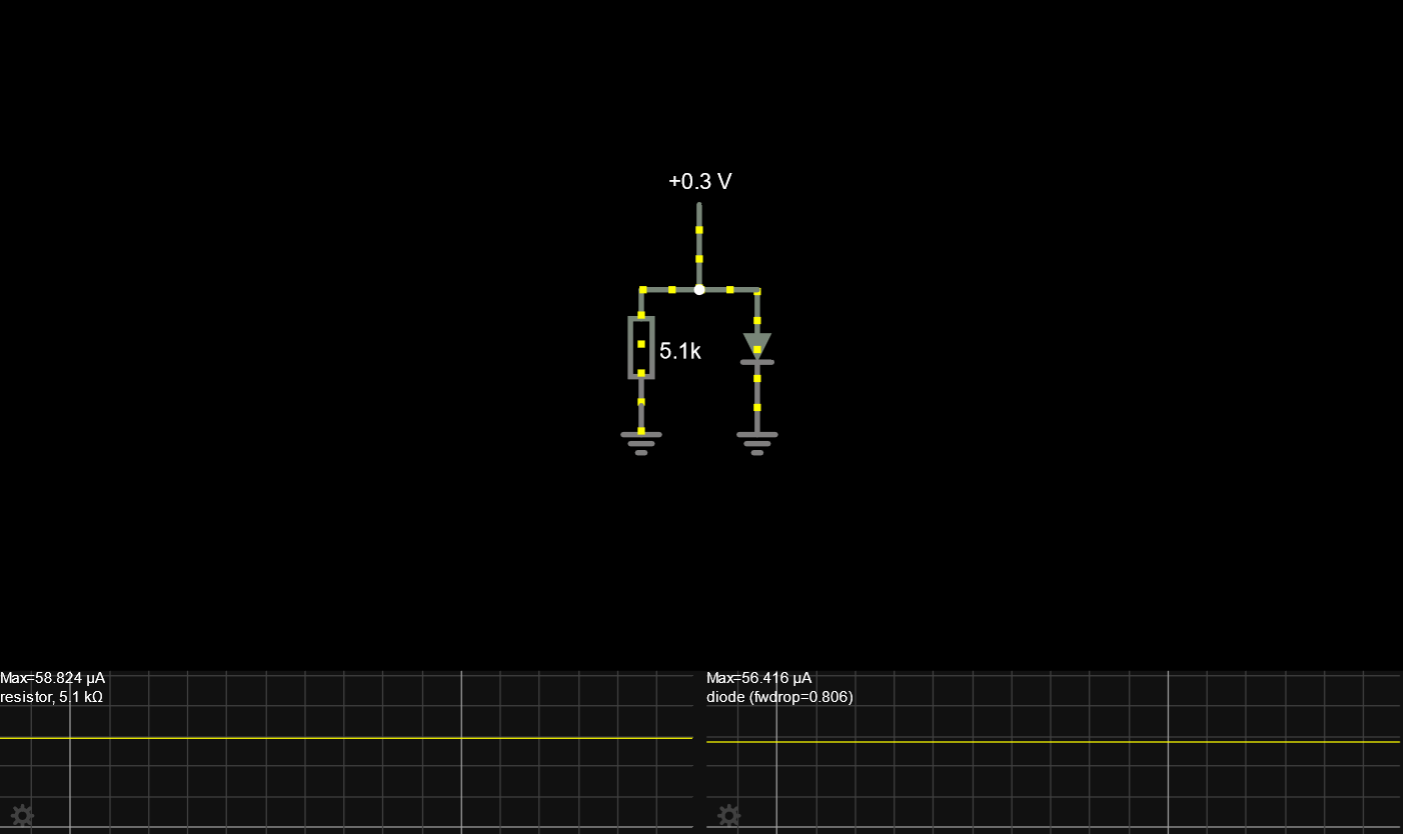 +0.3 V
5.1k
Max=58.824 μA
resistor, 5.1 kΩ
Max=56.416 μA
diode (fwdrop=0.806)